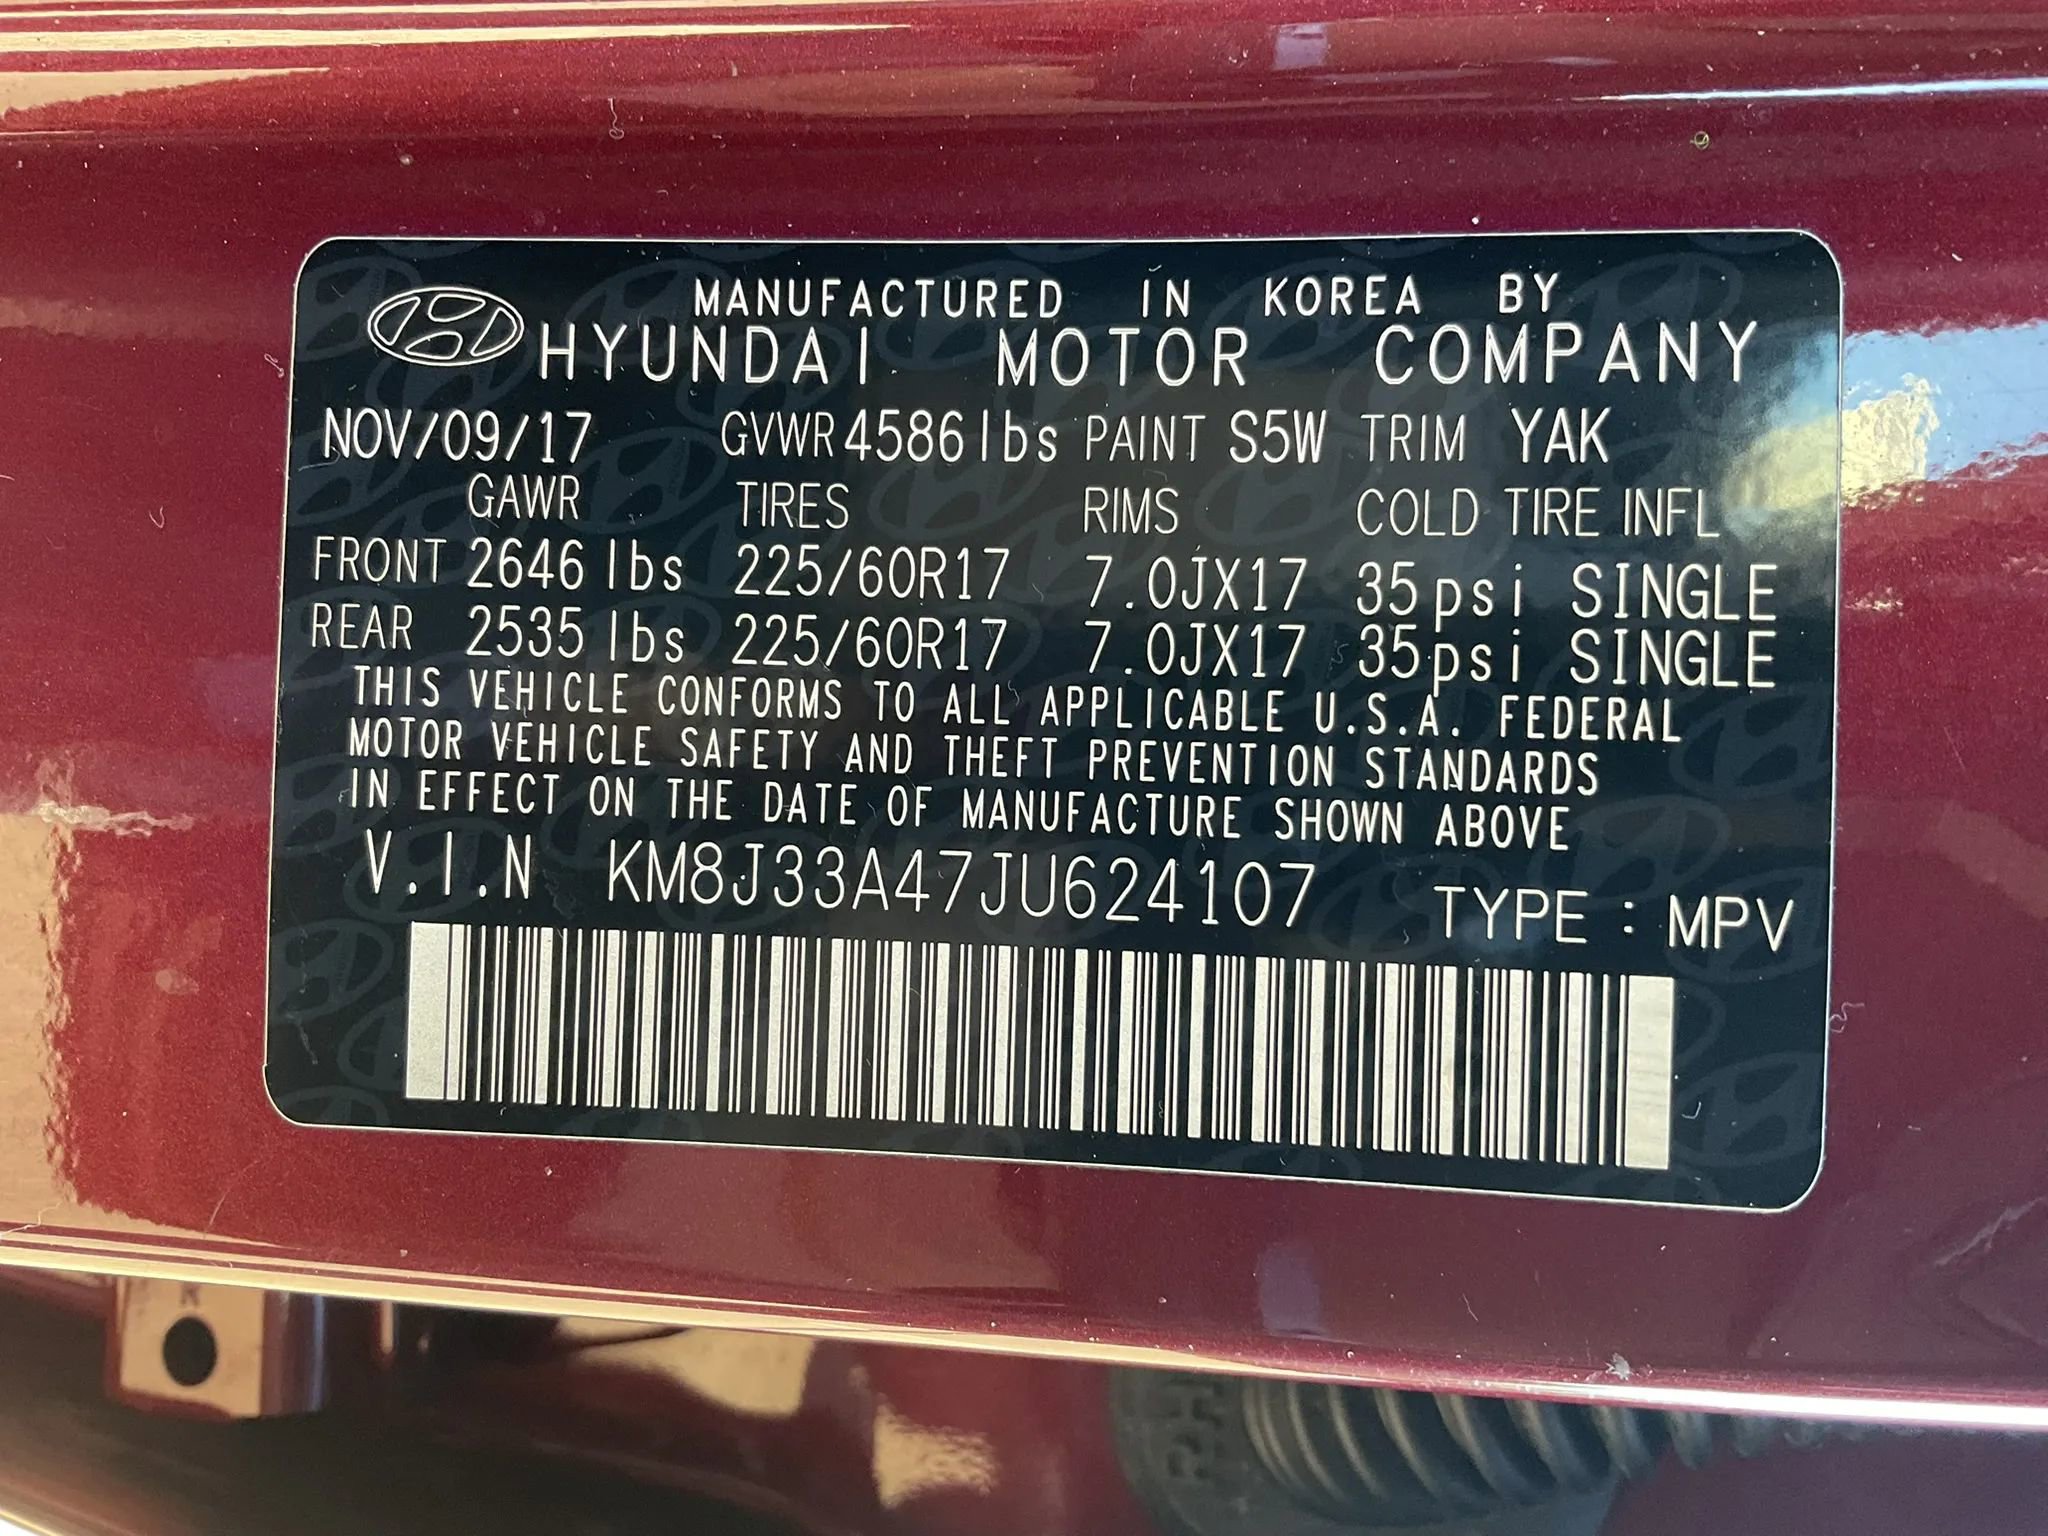 MANUFACTURED IN KOREA BY
HYUNDAI MOTOR COMPANY
NOV/09/17 GVWR 4586lbs PAINT S5W TRIM YAK
GAWR TIRES RIMS COLD TIRE INFL
FRONT 2646 lbs 225/60R17 7.0JX17 35psi SINGLE
REAR 2535 lbs 225/60R17 7.0JX17 35psi SINGLE
THIS VEHICLE CONFORMS TO ALL APPLICABLE U.S.A. FEDERAL
MOTOR VEHICLE SAFETY AND THEFT PREVENTION STANDARDS
IN EFFECT ON THE DATE OF MANUFACTURE SHOWN ABOVE
V.I.N KM8J33A47JU624107 TYPE : MPV